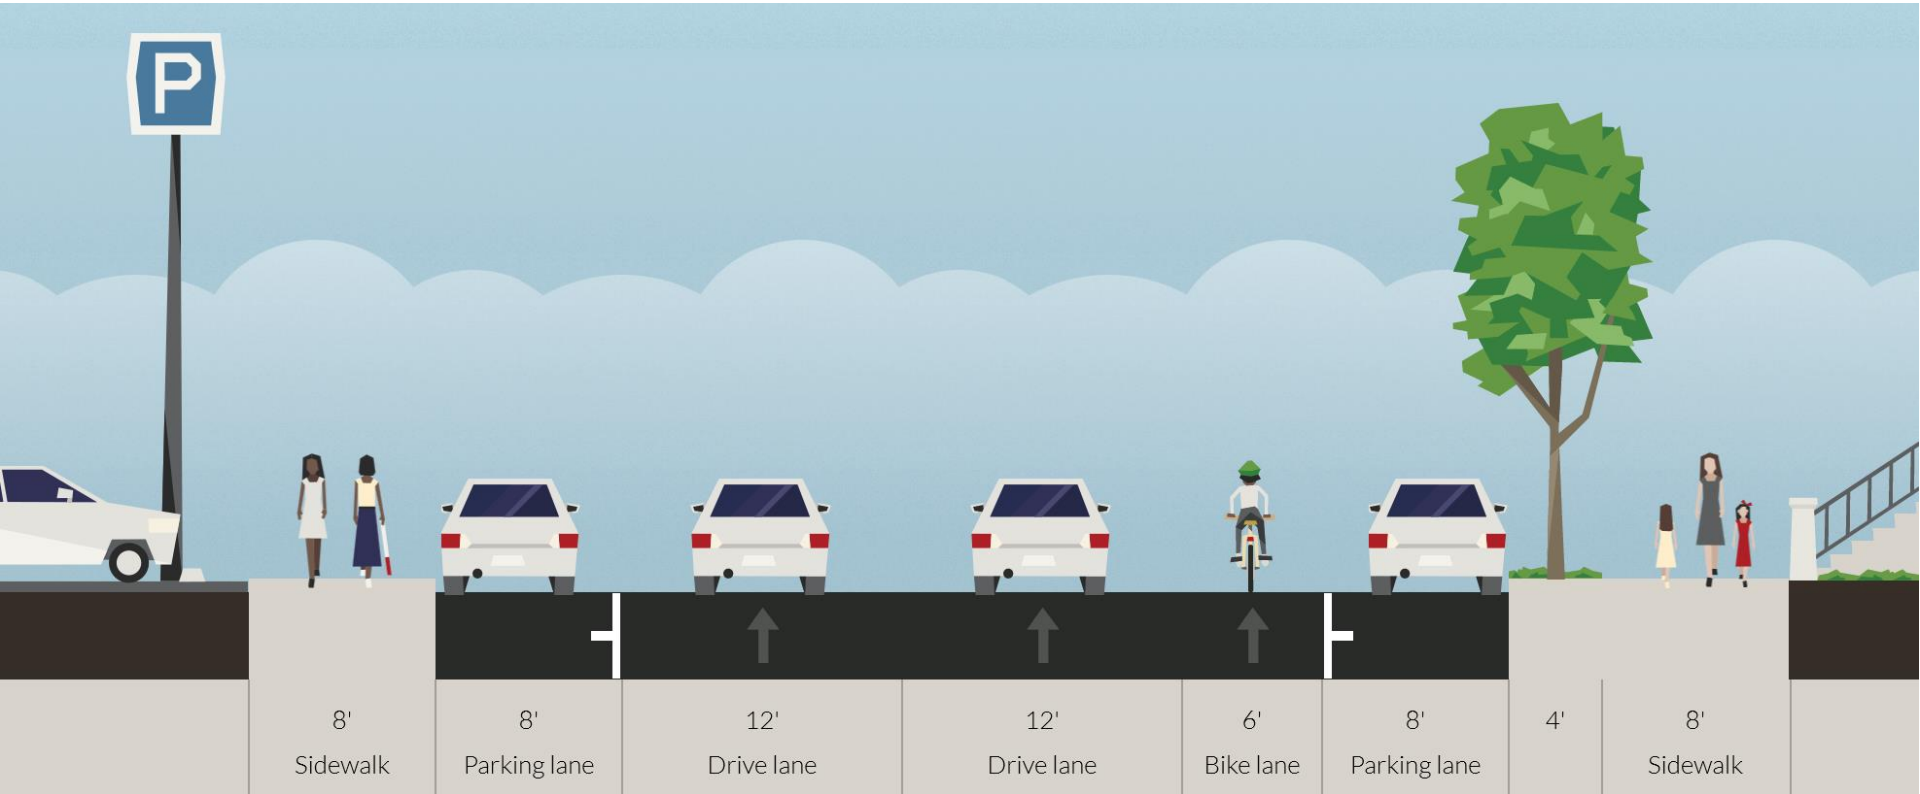 P
8' 8' 12' 12' 6' 8' 4' 8'
Sidewalk Parking lane Drive lane Drive lane Bike lane Parking lane Sidewalk